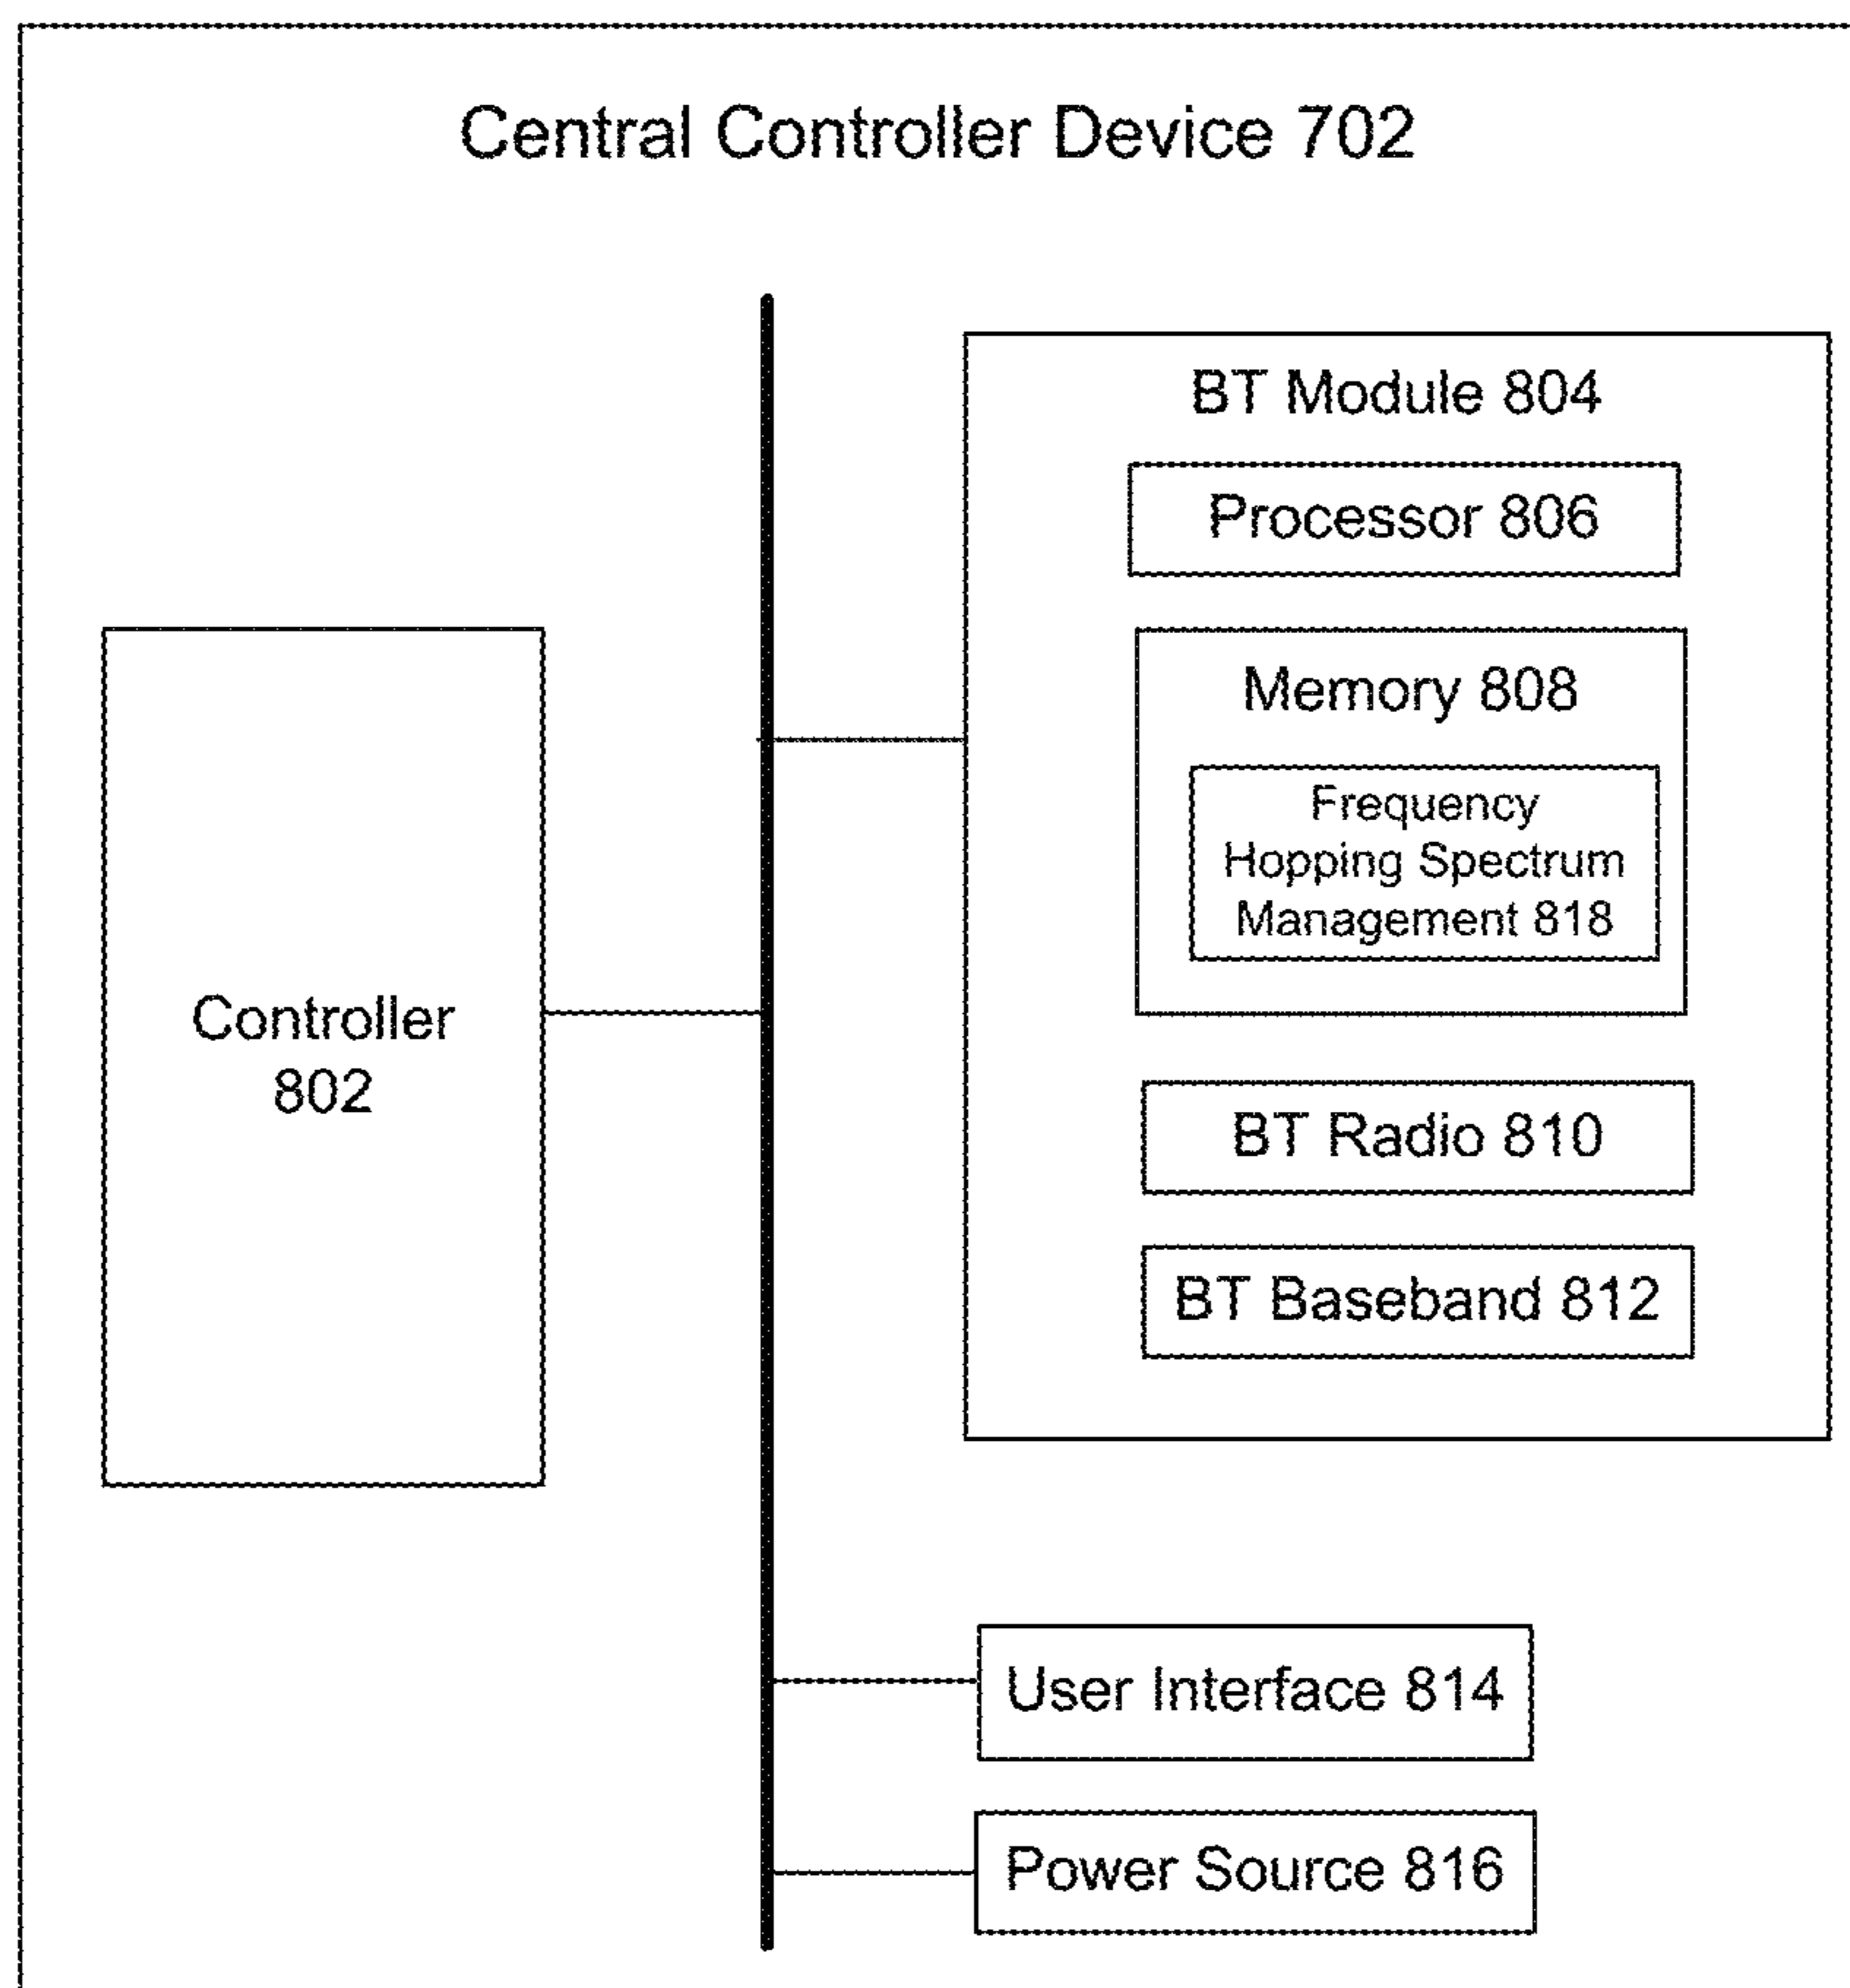 Central Controller Device 702
BT Module 804
Processor 806
Memory 808
Frequency
Hopping Spectrum
Management 818
Controller
802
BT Radio 810
BT Baseband 812
User Interface 814
Power Source 816